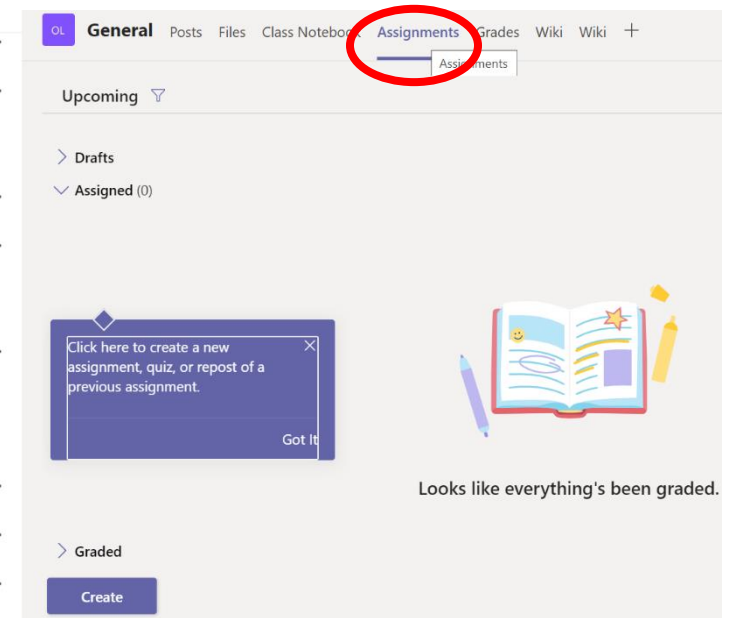 OL General Posts Files Class Notebook Assignments Grades Wiki Wiki +
Assignments
Upcoming
Drafts
Assigned (0)
Click here to create a new
assignment, quiz, or repost of a
previous assignment.
Got It
Looks like everything's been graded.
Graded
Create